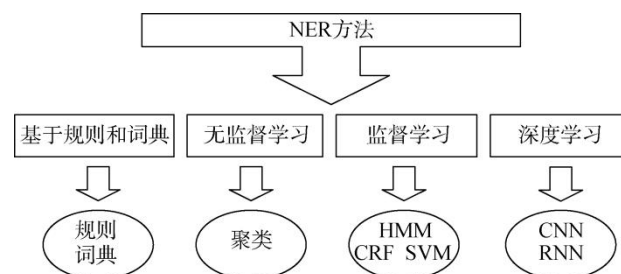 NER方法
基于规则和词典
无监督学习
监督学习
深度学习
规则
词典
聚类
HMM
CRF SVM
CNN
RNN